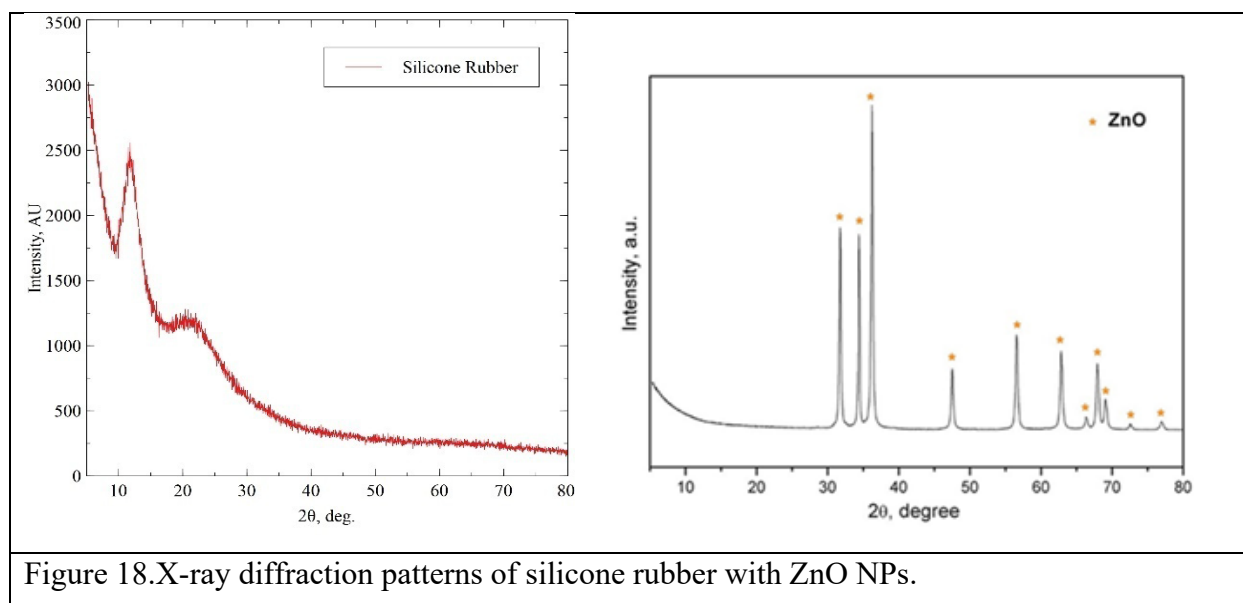 3500
3000
2500
2000
1500
1000
500
0
Intensity, AU
Silicone Rubber
10 20 30 40 50 60 70 80
2θ, deg.
Intensity, a.u.
* ZnO
10 20 30 40 50 60 70 80
2θ, degree
Figure 18.X-ray diffraction patterns of silicone rubber with ZnO NPs.